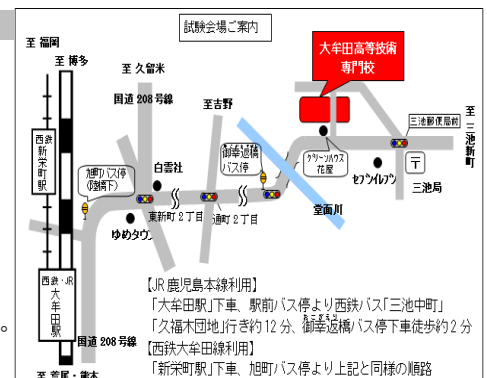 試験会場ご案内
至 福岡
至 博多
至 久留米
国道 208号線
至吉野
大牟田高等技術
専門校
三池郵便局前
至 三池新町
西鉄
新栄町駅
旭町バス停
(陸橋下)
白雲社
御幸返橋
バス停
グリーンハウス
花屋
セブンイレブン
〒
三池局
東新町2丁目
通町2丁目
堂面川
ゆめタウン
西鉄・JR
大牟田駅
国道 208号線
至 荒尾・熊本
【JR鹿児島本線利用】
「大牟田駅」下車、駅前バス停より西鉄バス「三池中町」
「久福木団地」行き約12分、御幸返橋バス停下車徒歩約2分
【西鉄大牟田線利用】
「新栄町駅」下車、旭町バス停より上記と同様の順路
。